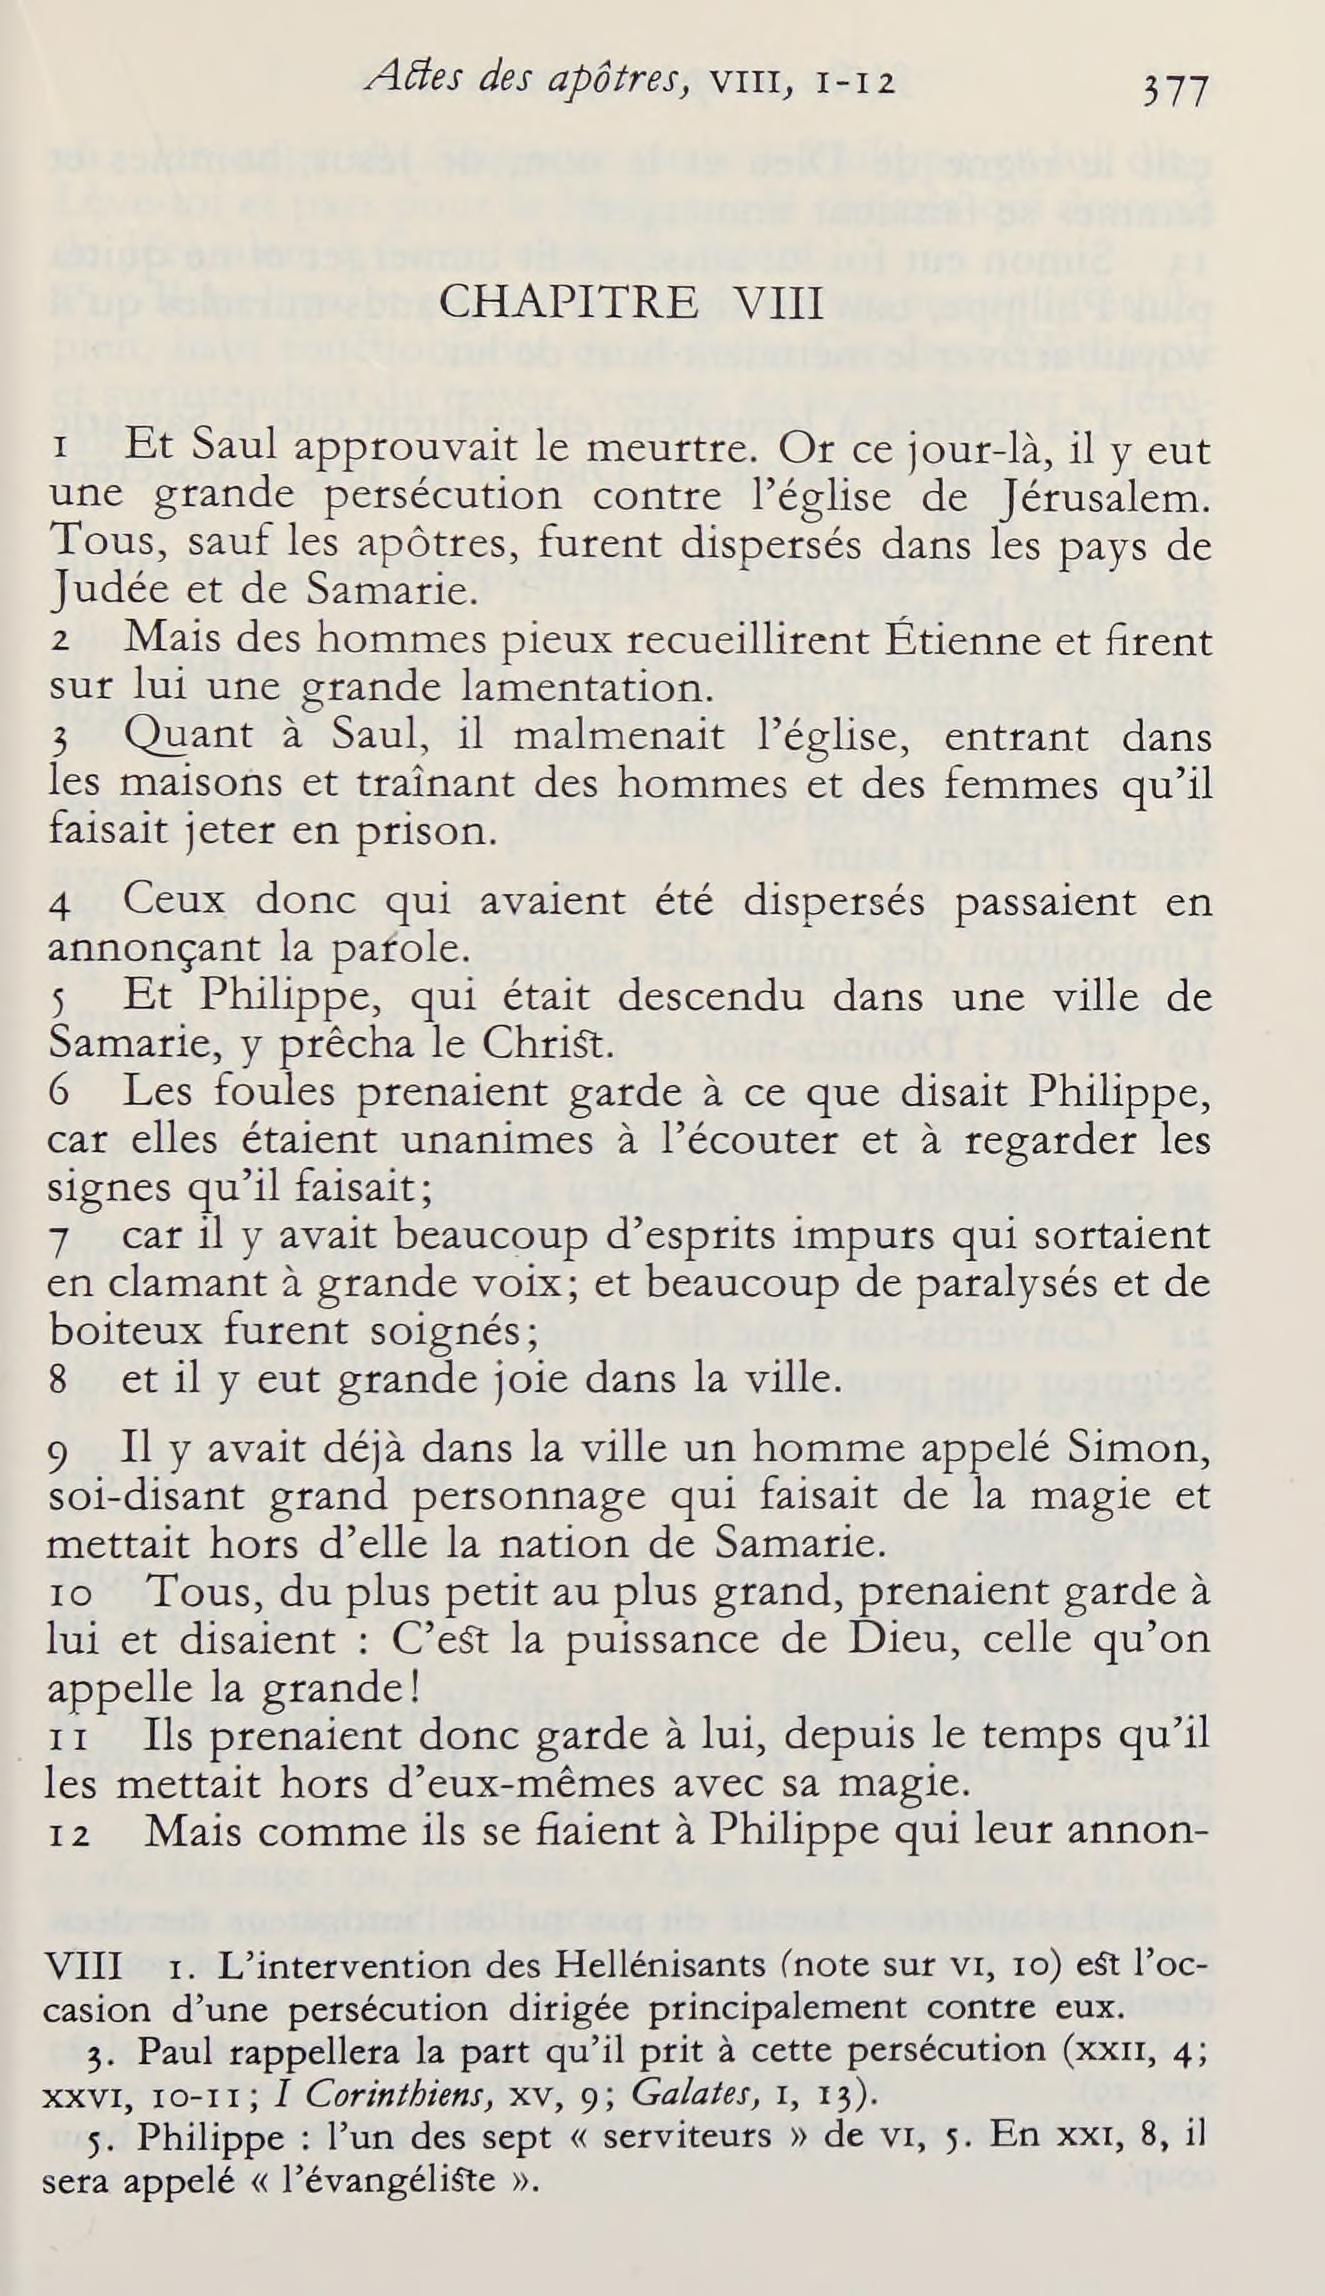 Actes des apôtres, VIII, 1-12
377
CHAPITRE VIII
1 Et Saul approuvait le meurtre. Or ce jour-là, il y eut
une grande persécution contre l’église de Jérusalem.
Tous, sauf les apôtres, furent dispersés dans les pays de
Judée et de Samarie.
2 Mais des hommes pieux recueillirent Étienne et firent
sur lui une grande lamentation.
3 Quant à Saul, il malmenait l’église, entrant dans
les maisons et traînant des hommes et des femmes qu’il
faisait jeter en prison.
4 Ceux donc qui avaient été dispersés passaient en
annonçant la parole.
5 Et Philippe, qui était descendu dans une ville de
Samarie, y prêcha le Christ.
6 Les foules prenaient garde à ce que disait Philippe,
car elles étaient unanimes à l’écouter et à regarder les
signes qu’il faisait;
7 car il y avait beaucoup d’esprits impurs qui sortaient
en clamant à grande voix; et beaucoup de paralysés et de
boiteux furent soignés;
8 et il y eut grande joie dans la ville.
9 Il y avait déjà dans la ville un homme appelé Simon,
soi-disant grand personnage qui faisait de la magie et
mettait hors d’elle la nation de Samarie.
10 Tous, du plus petit au plus grand, prenaient garde à
lui et disaient : C’est la puissance de Dieu, celle qu’on
appelle la grande!
11 Ils prenaient donc garde à lui, depuis le temps qu’il
les mettait hors d’eux-mêmes avec sa magie.
12 Mais comme ils se fiaient à Philippe qui leur annon-
VIII 1. L’intervention des Hellénisants (note sur VI, 10) est l’oc-
casion d’une persécution dirigée principalement contre eux.
3. Paul rappellera la part qu’il prit à cette persécution (XXII, 4;
XXVI, 10-11; I Corinthiens, XV, 9; Galates, I, 13).
5. Philippe : l’un des sept « serviteurs » de VI, 5. En XXI, 8, il
sera appelé « l’évangéliste ».